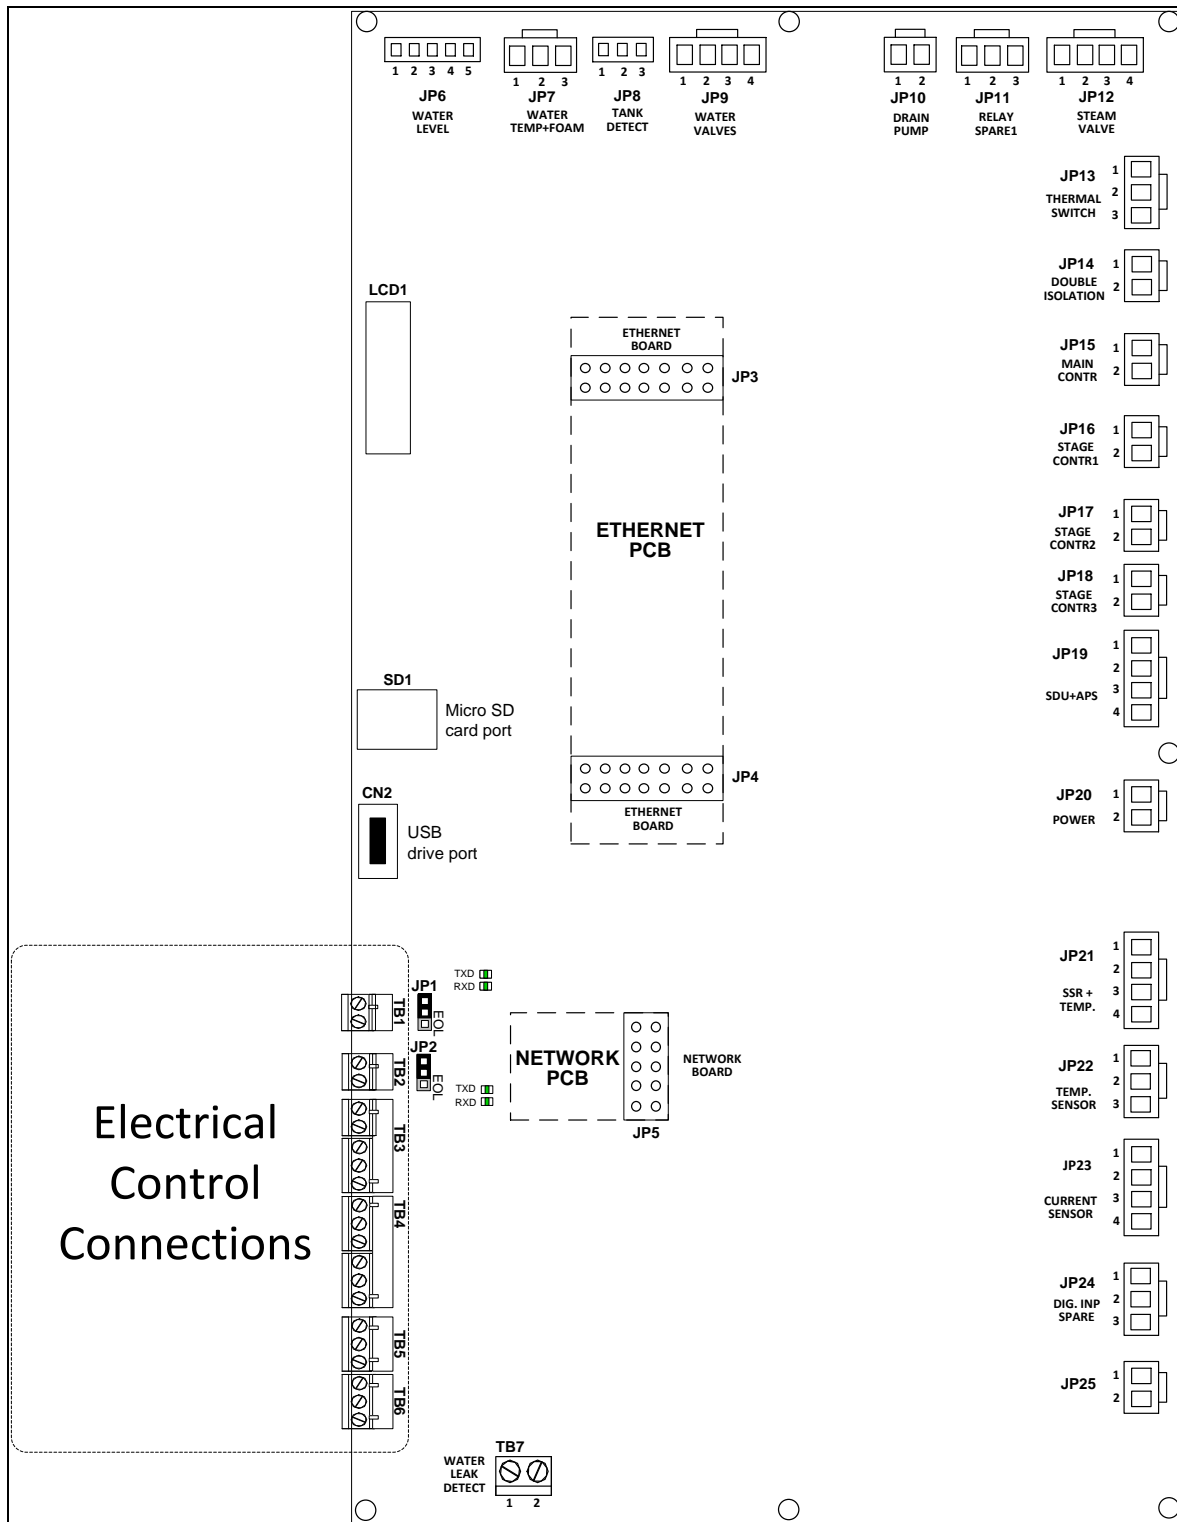 1 2 3 4 5
JP6
WATER
LEVEL
1 2 3
JP7
WATER
TEMP+FOAM
1 2 3
JP8
TANK
DETECT
1 2 3 4
JP9
WATER
VALVES
1 2
JP10
DRAIN
PUMP
1 2 3
JP11
RELAY
SPARE1
1 2 3 4
JP12
STEAM
VALVE
JP13
THERMAL
SWITCH
1
2
3
JP14
DOUBLE
ISOLATION
1
2
JP15
MAIN
CONTR
1
2
JP16
STAGE
CONTR1
1
2
JP17
STAGE
CONTR2
1
2
JP18
STAGE
CONTR3
1
2
JP19
SDU+APS
1
2
3
4
JP20
POWER
1
2
JP21
SSR +
TEMP.
1
2
3
4
JP22
TEMP.
SENSOR
1
2
3
JP23
CURRENT
SENSOR
1
2
3
4
JP24
DIG. INP
SPARE
1
2
3
JP25
1
2
LCD1
ETHERNET
BOARD
JP3
ETHERNET
PCB
JP4
ETHERNET
BOARD
SD1
Micro SD
card port
CN2
USB
drive port
TXD
RXD
JP1
EOL
TB1
JP2
EOL
TB2
TXD
RXD
NETWORK
PCB
NETWORK
BOARD
JP5
TB3
TB4
TB5
TB6
Electrical
Control
Connections
TB7
WATER
LEAK
DETECT
1 2